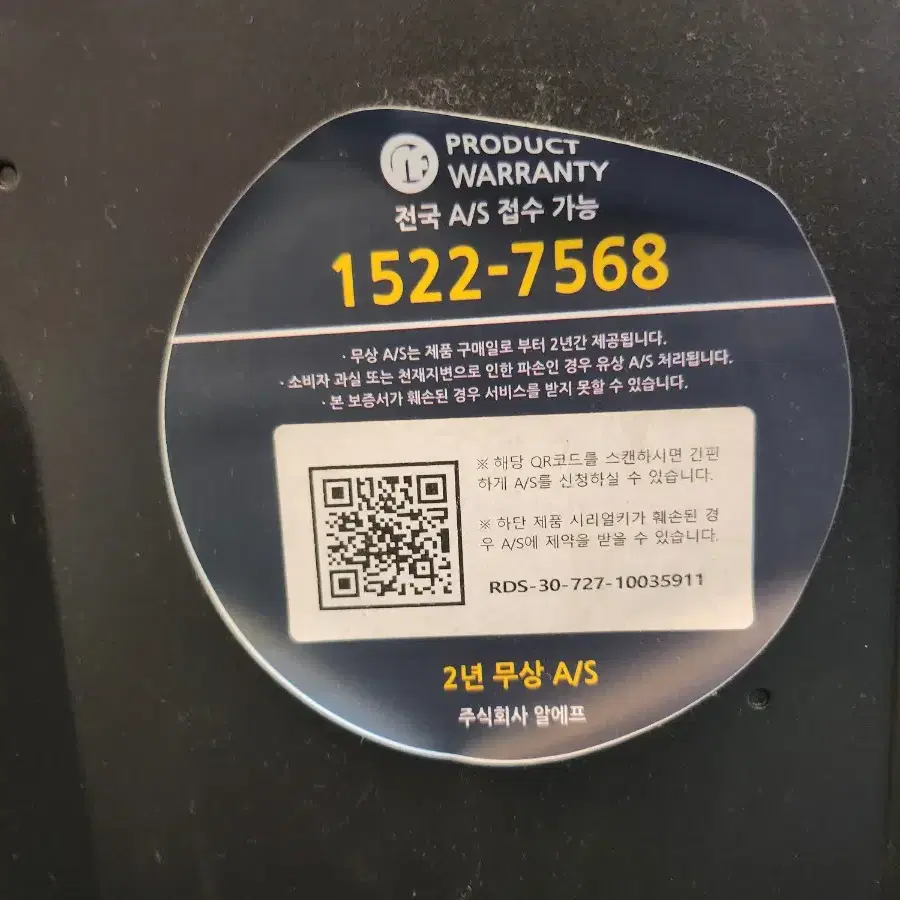 PRODUCT
WARRANTY
전국 A/S 접수 가능
1522-7568
· 무상 A/S는 제품 구매일로 부터 2년간 제공됩니다.
· 소비자 과실 또는 천재지변으로 인한 파손인 경우 유상 A/S 처리됩니다.
· 본 보증서가 훼손된 경우 서비스를 받지 못할 수 있습니다.
※ 해당 QR코드를 스캔하시면 간편
하게 A/S를 신청하실 수 있습니다.
※ 하단 제품 시리얼키가 훼손된 경
우 A/S에 제약을 받을 수 있습니다.
RDS-30-727-10035911
2년 무상 A/S
주식회사 알에프